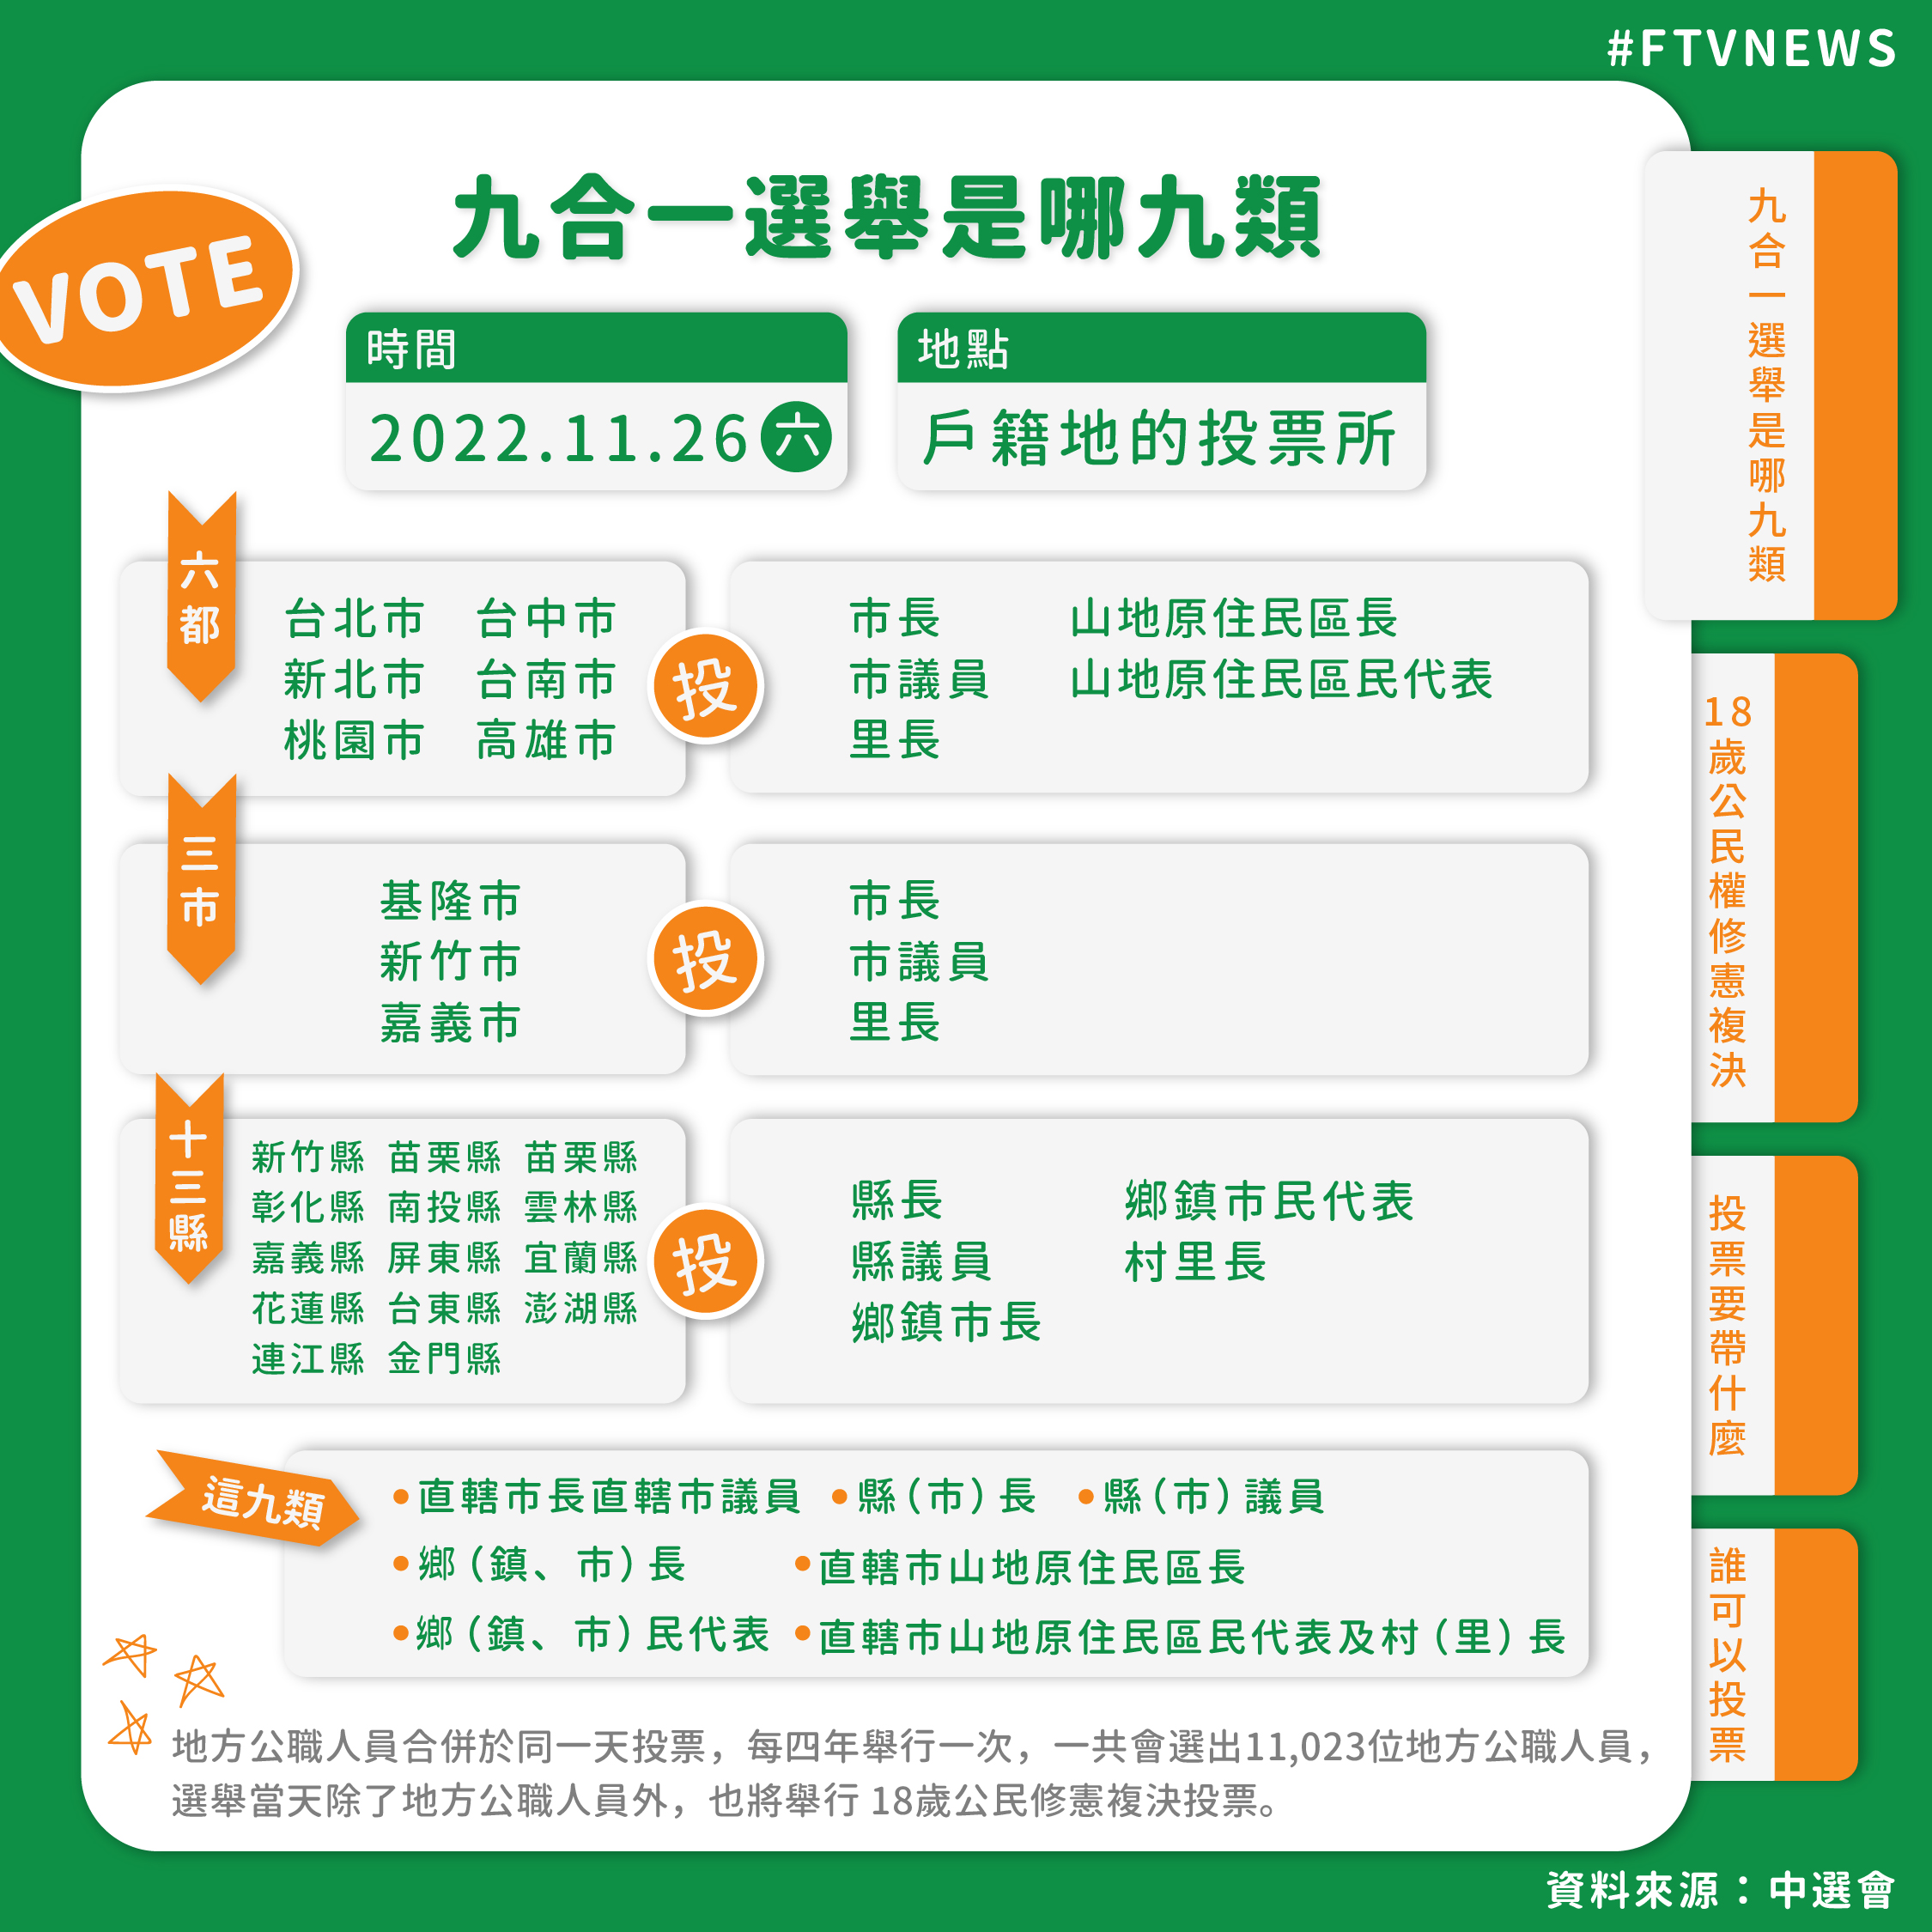 #FTVNEWS
VOTE
九合一選舉是哪九類
時間
2022.11.26 六
地點
戶籍地的投票所
六都
台北市 台中市
新北市 台南市
桃園市 高雄市
投
市長 山地原住民區長
市議員 山地原住民區民代表
里長
三市
基隆市
新竹市
嘉義市
投
市長
市議員
里長
十三縣
新竹縣 苗栗縣 苗栗縣
彰化縣 南投縣 雲林縣
嘉義縣 屏東縣 宜蘭縣
花蓮縣 台東縣 澎湖縣
連江縣 金門縣
投
縣長 鄉鎮市民代表
縣議員 村里長
鄉鎮市長
這九類
•直轄市長直轄市議員 •縣(市)長 •縣(市)議員
•鄉(鎮、市)長 •直轄市山地原住民區長
•鄉(鎮、市)民代表 •直轄市山地原住民區民代表及村(里)長
地方公職人員合併於同一天投票，每四年舉行一次，一共會選出11,023位地方公職人員，
選舉當天除了地方公職人員外，也將舉行 18歲公民修憲複決投票。
九合一選舉是哪九類
18歲公民權修憲複決
投票要帶什麼
誰可以投票
資料來源：中選會